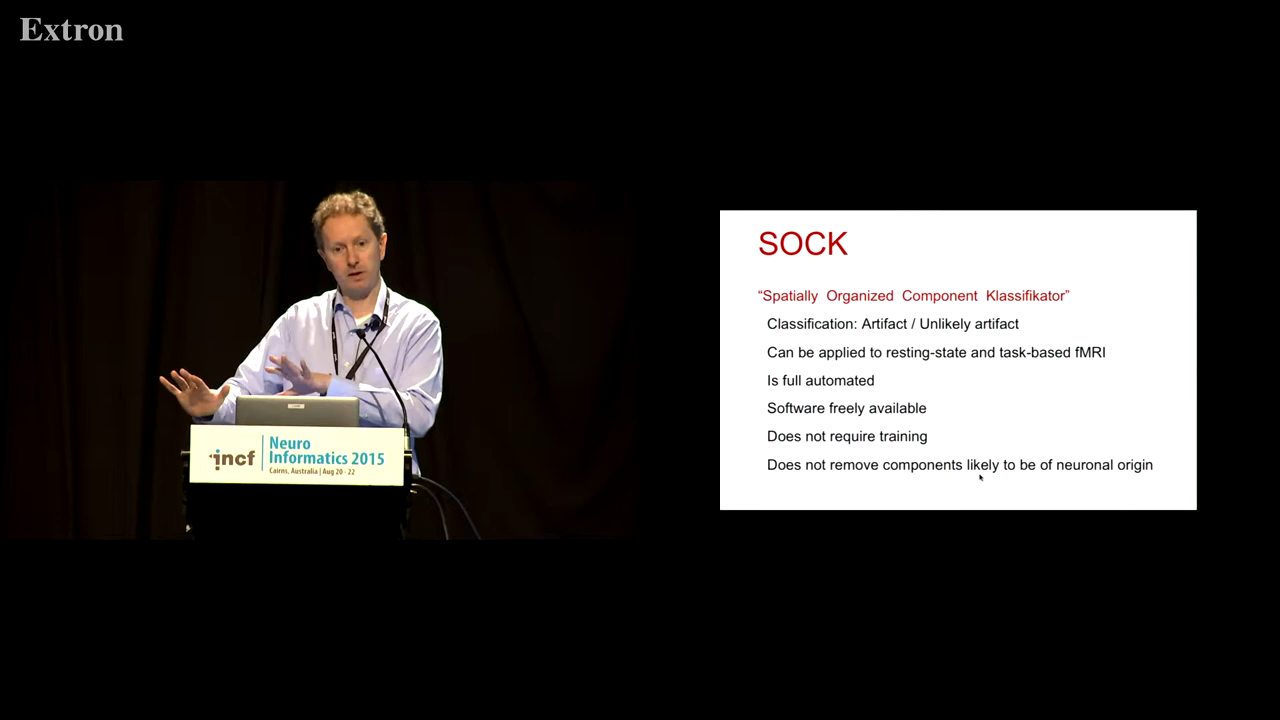 Extron
incf
Neuro
Informatics 2015
Cairns, Australia | Aug 20 - 22
SOCK
“Spatially Organized Component Klassifikator”
Classification: Artifact / Unlikely artifact
Can be applied to resting-state and task-based fMRI
Is full automated
Software freely available
Does not require training
Does not remove components likely to be of neuronal origin